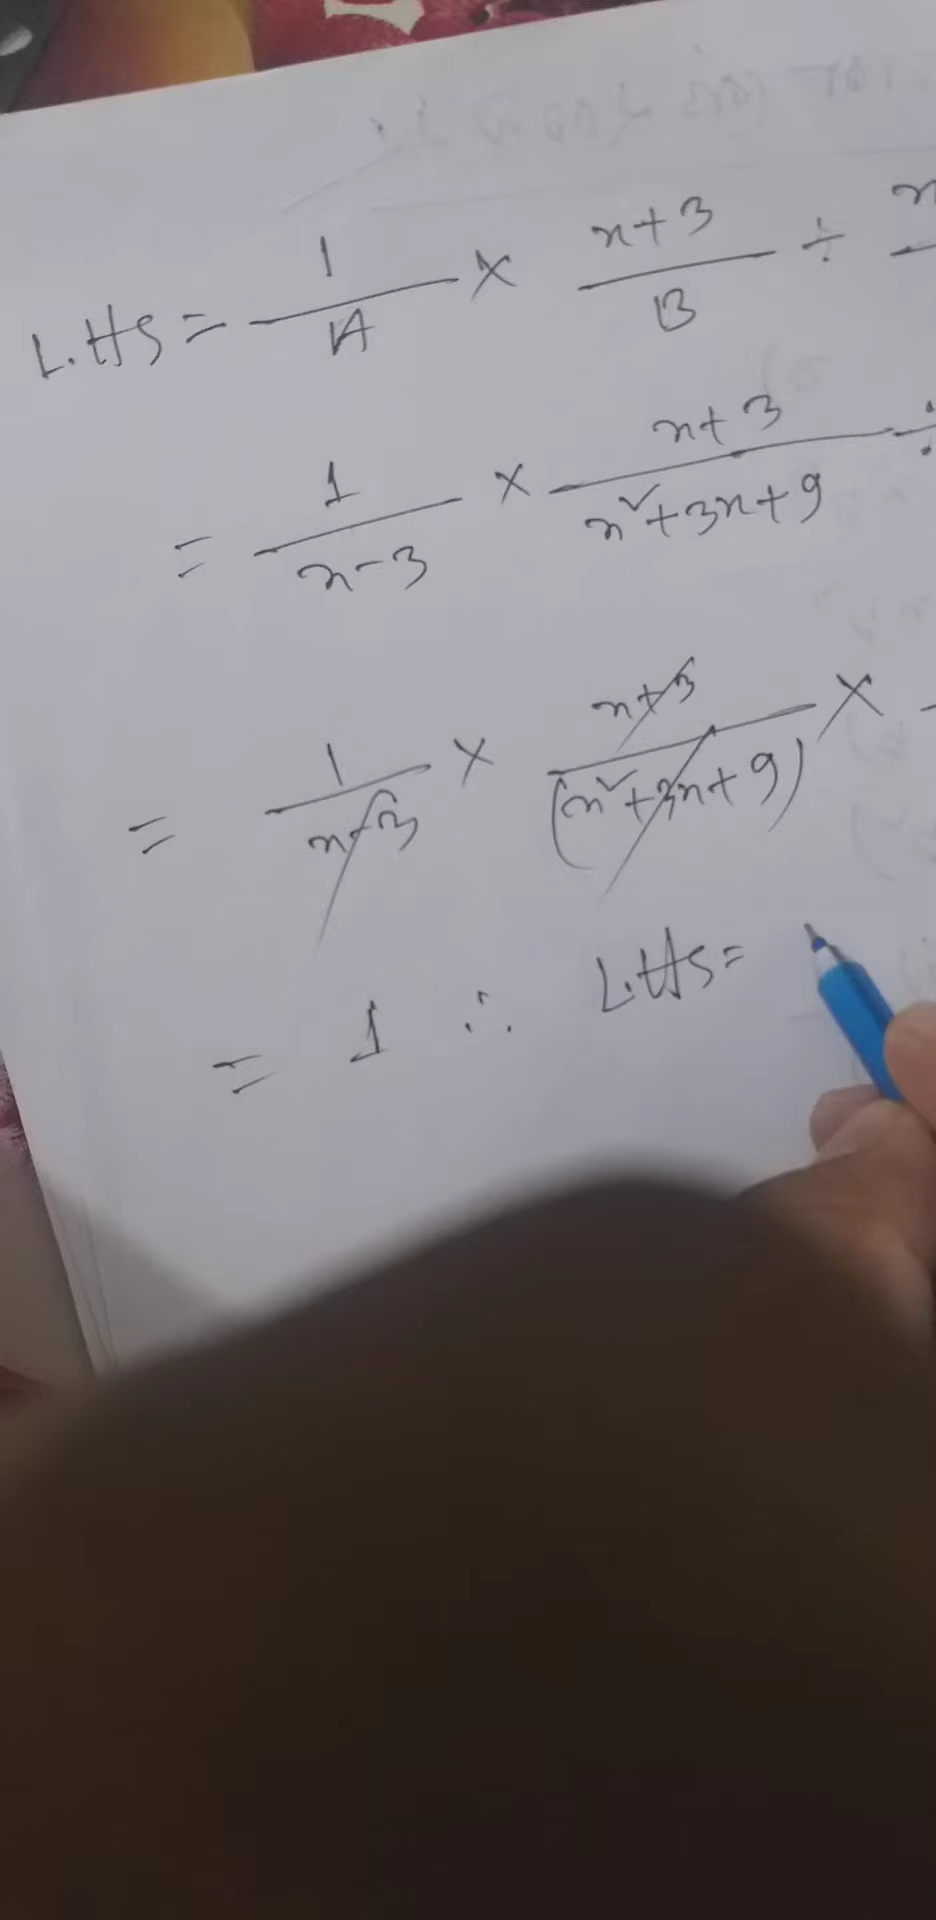 L.HS = 1/A × x+3/B ÷
= 1/x-3 × x+3/x²+3x+9 ÷
= 1/x-3 × x+3/(x²+3x+9) ×
= 1 ∴ L.HS =